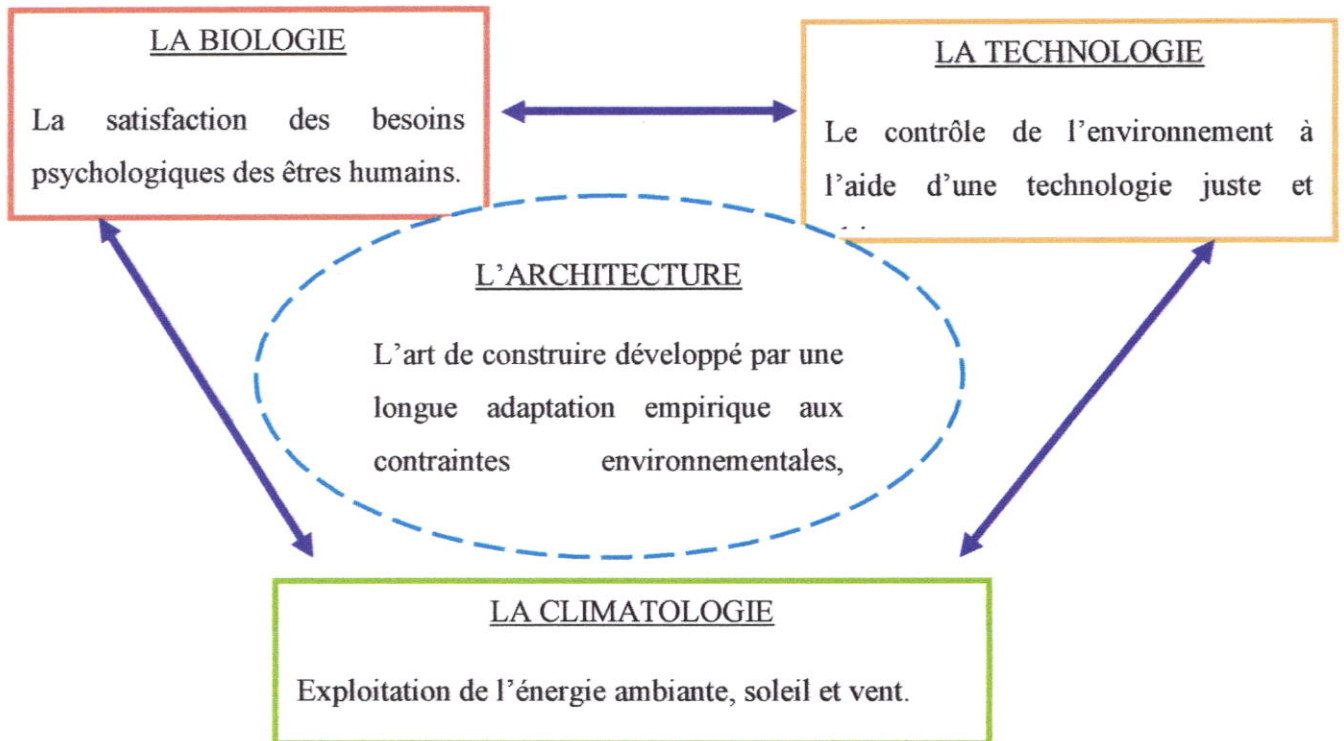 LA BIOLOGIE
La satisfaction des besoins
psychologiques des êtres humains.
LA TECHNOLOGIE
Le contrôle de l’environnement à
l’aide d’une technologie juste et
L’ARCHITECTURE
L’art de construire développé par une
longue adaptation empirique aux
contraintes environnementales,
LA CLIMATOLOGIE
Exploitation de l’énergie ambiante, soleil et vent.